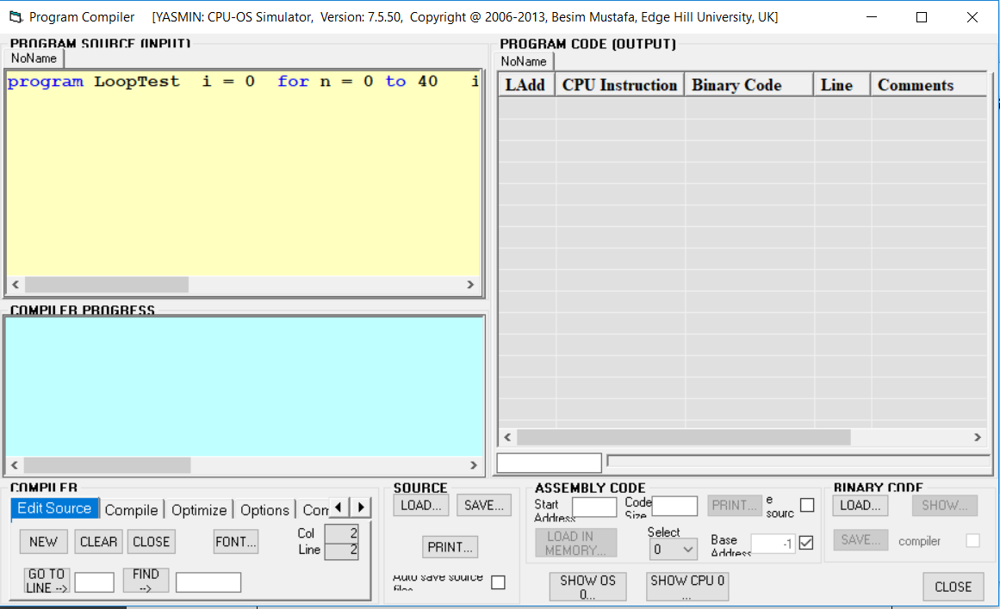 Program Compiler [YASMIN: CPU-OS Simulator, Version: 7.5.50, Copyright @ 2006-2013, Besim Mustafa, Edge Hill University, UK]
PROGRAM SOURCE (INPUT)
NoName
program LoopTest i = 0 for n = 0 to 40 i
COMPILER PROGRESS
PROGRAM CODE (OUTPUT)
NoName
LAdd CPU Instruction Binary Code Line Comments
COMPILER
Edit Source Compile Optimize Options Con
NEW CLEAR CLOSE FONT...
Col 2
Line 2
GO TO
LINE -->
FIND
-->
SOURCE
LOAD... SAVE...
PRINT...
Auto save source
files
ASSEMBLY CODE
Start
Address
Code
Size
PRINT...
e
sourc
LOAD IN
MEMORY...
Select
0
Base
Address
-1
SHOW OS
0...
SHOW CPU 0
...
BINARY CODE
LOAD... SHOW...
SAVE... compiler
CLOSE